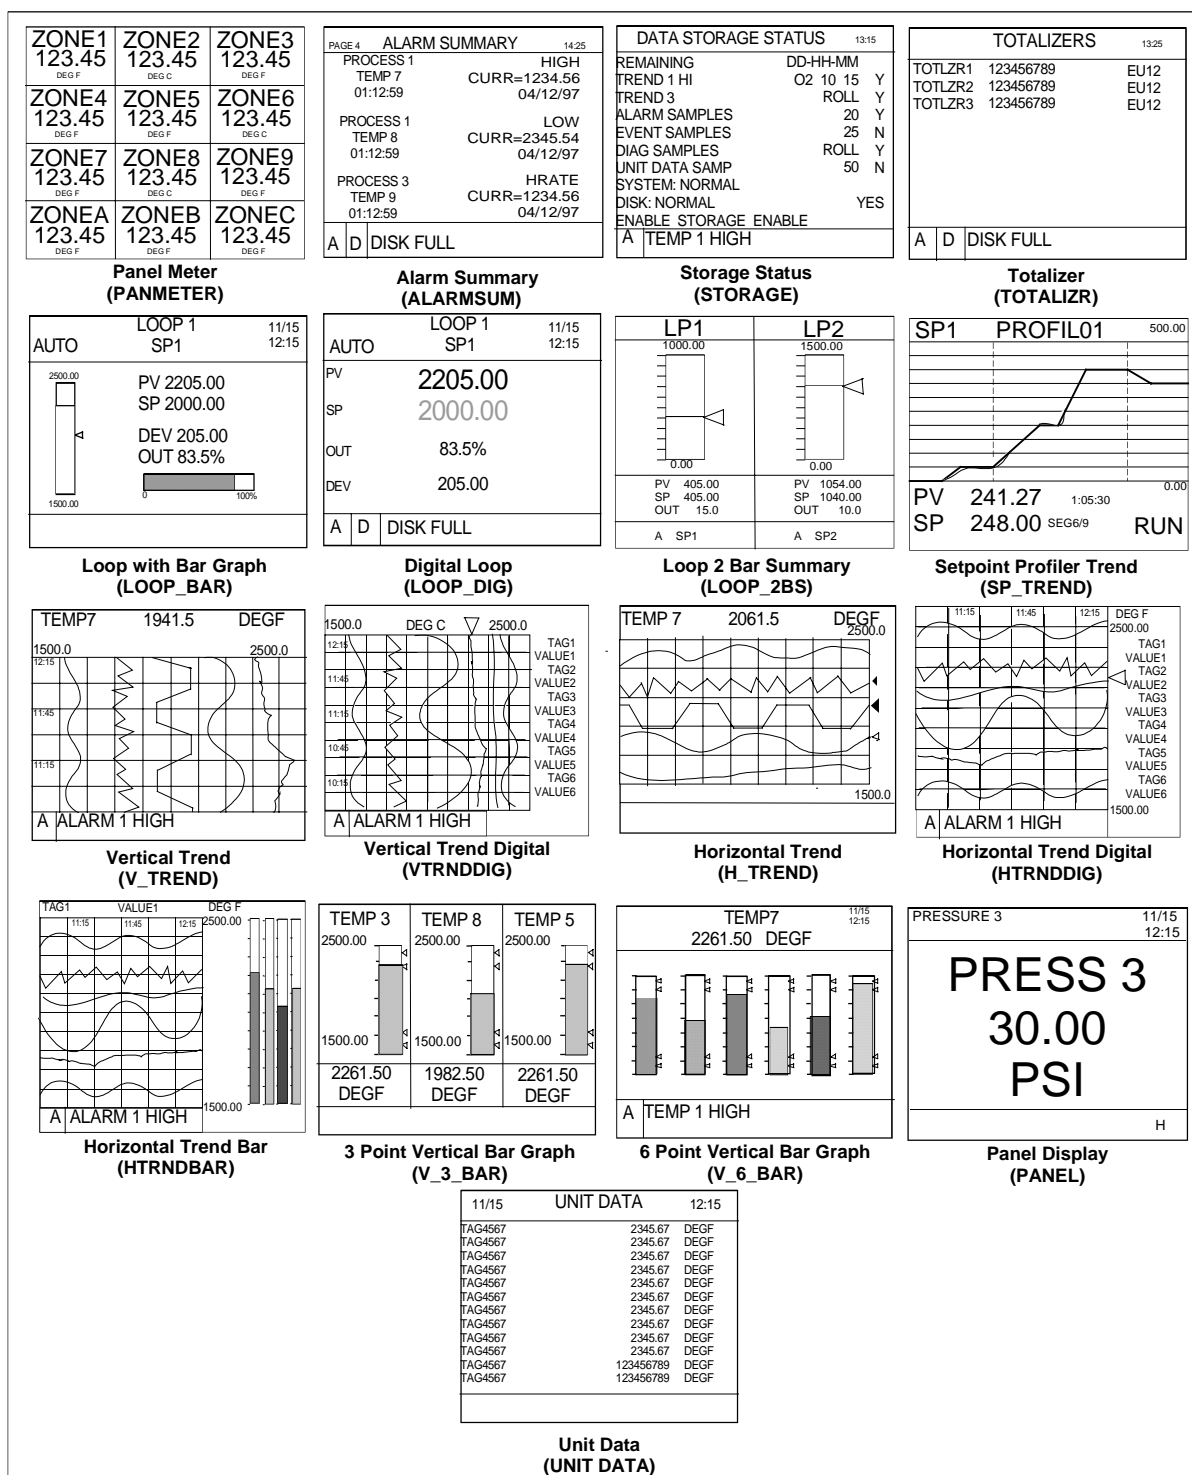 ZONE1 ZONE2 ZONE3
123.45 123.45 123.45
DEG F DEG C DEG F
ZONE4 ZONE5 ZONE6
123.45 123.45 123.45
DEG F DEG F DEG C
ZONE7 ZONE8 ZONE9
123.45 123.45 123.45
DEG F DEG C DEG F
ZONEA ZONEB ZONEC
123.45 123.45 123.45
DEG F DEG F DEG F
Panel Meter
(PANMETER)
PAGE 4 ALARM SUMMARY 14:25
PROCESS 1 HIGH
TEMP 7 CURR=1234.56
01:12:59 04/12/97
PROCESS 1 LOW
TEMP 8 CURR=2345.54
01:12:59 04/12/97
PROCESS 3 HRATE
TEMP 9 CURR=1234.56
01:12:59 04/12/97
A D DISK FULL
Alarm Summary
(ALARMSUM)
DATA STORAGE STATUS 13:15
REMAINING DD-HH-MM
TREND 1 HI O2 10 15 Y
TREND 3 ROLL Y
ALARM SAMPLES 20 Y
EVENT SAMPLES 25 N
DIAG SAMPLES ROLL Y
UNIT DATA SAMP 50 N
SYSTEM: NORMAL
DISK: NORMAL YES
ENABLE STORAGE ENABLE
A TEMP 1 HIGH
Storage Status
(STORAGE)
TOTALIZERS 13:25
TOTLZR1 123456789 EU12
TOTLZR2 123456789 EU12
TOTLZR3 123456789 EU12
A D DISK FULL
Totalizer
(TOTALIZR)
LOOP 1 11/15
AUTO SP1 12:15
2500.00
PV 2205.00
SP 2000.00
DEV 205.00
OUT 83.5%
0 100%
1500.00
Loop with Bar Graph
(LOOP_BAR)
LOOP 1 11/15
AUTO SP1 12:15
PV 2205.00
SP 2000.00
OUT 83.5%
DEV 205.00
A D DISK FULL
Digital Loop
(LOOP_DIG)
LP1 LP2
1000.00 1500.00
0.00 0.00
PV 405.00 PV 1054.00
SP 405.00 SP 1040.00
OUT 15.0 OUT 10.0
A SP1 A SP2
Loop 2 Bar Summary
(LOOP_2BS)
SP1 PROFIL01 500.00
0.00
PV 241.27 1:05:30
SP 248.00 SEG6/9 RUN
Setpoint Profiler Trend
(SP_TREND)
TEMP7 1941.5 DEGF
1500.0 2500.0
12:15
11:45
11:15
A ALARM 1 HIGH
Vertical Trend
(V_TREND)
1500.0 DEG C 2500.0
12:15
11:45
11:15
10:45
10:15
TAG1
VALUE1
TAG2
VALUE2
TAG3
VALUE3
TAG4
VALUE4
TAG5
VALUE5
TAG6
VALUE6
A ALARM 1 HIGH
Vertical Trend Digital
(VTRNDDIG)
TEMP 7 2061.5 DEGF
2500.0
1500.0
Horizontal Trend
(H_TREND)
11:15 11:45 12:15 DEG F
2500.00
TAG1
VALUE1
TAG2
VALUE2
TAG3
VALUE3
TAG4
VALUE4
TAG5
VALUE5
TAG6
VALUE6
1500.00
A ALARM 1 HIGH
Horizontal Trend Digital
(HTRNDDIG)
TAG1 VALUE1 DEG F
11:15 11:45 12:15 2500.00
1500.00
A ALARM 1 HIGH
Horizontal Trend Bar
(HTRNDBAR)
TEMP 3 TEMP 8 TEMP 5
2500.00 2500.00 2500.00
1500.00 1500.00 1500.00
2261.50 1982.50 2261.50
DEGF DEGF DEGF
3 Point Vertical Bar Graph
(V_3_BAR)
TEMP7 11/15
12:15
2261.50 DEGF
A TEMP 1 HIGH
6 Point Vertical Bar Graph
(V_6_BAR)
PRESSURE 3 11/15
12:15
PRESS 3
30.00
PSI
H
Panel Display
(PANEL)
11/15 UNIT DATA 12:15
TAG4567 2345.67 DEGF
TAG4567 2345.67 DEGF
TAG4567 2345.67 DEGF
TAG4567 2345.67 DEGF
TAG4567 2345.67 DEGF
TAG4567 2345.67 DEGF
TAG4567 2345.67 DEGF
TAG4567 2345.67 DEGF
TAG4567 2345.67 DEGF
TAG4567 2345.67 DEGF
TAG4567 123456789 DEGF
TAG4567 123456789 DEGF
Unit Data
(UNIT DATA)